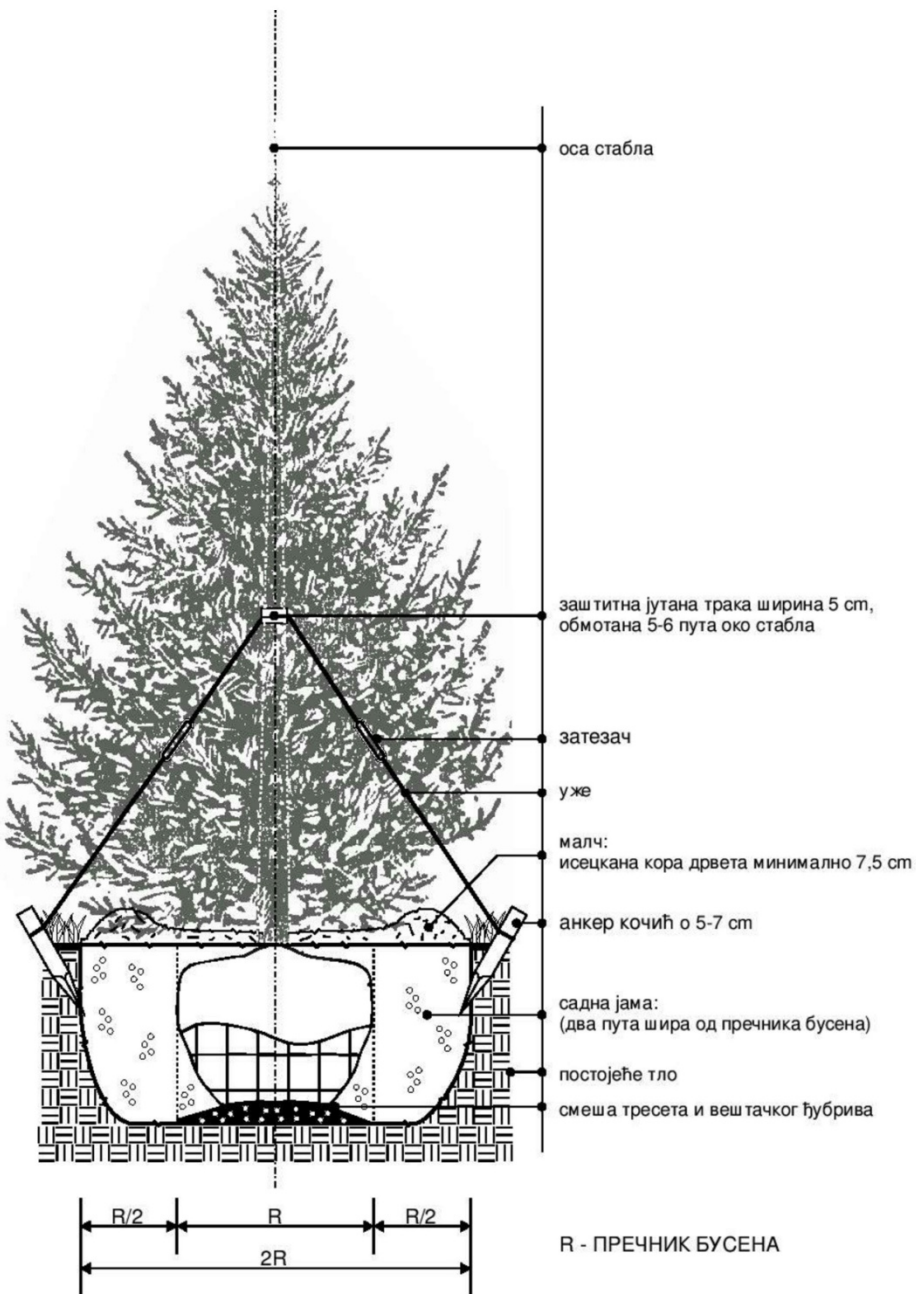 оса стабла
заштитна јутана трака ширина 5 cm,
обмотана 5-6 пута око стабла
затезач
уже
малч:
исецкана кора дрвета минимално 7,5 cm
анкер кочић о 5-7 cm
садна јама:
(два пута шира од пречника бусена)
постојеће тло
смеша тресета и вештачког ђубрива
R/2 R R/2
2R
R - ПРЕЧНИК БУСЕНА